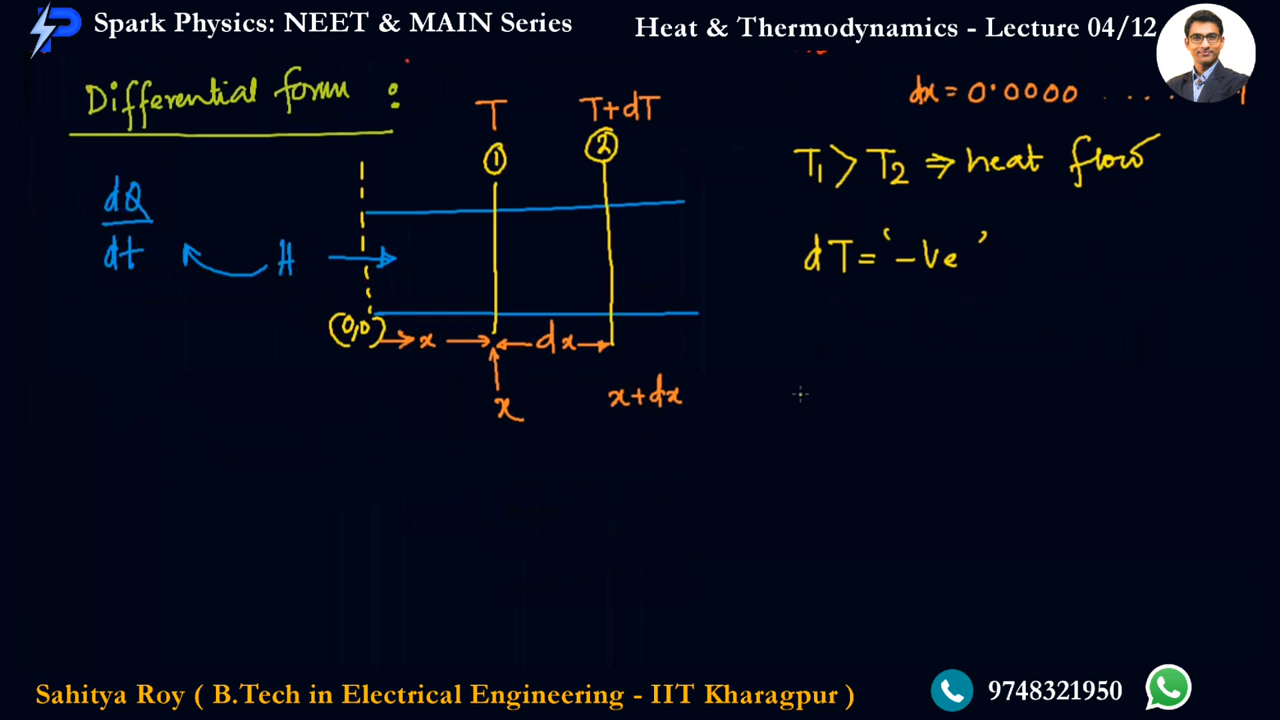 Spark Physics: NEET & MAIN Series
Heat & Thermodynamics - Lecture 04/12
Differential form :
dx = 0.0000 .... 1
T
T+dT
① ②
T₁ > T₂ ⇒ heat flow
dQ
dt
H
dT = '-ve'
(0,0)
x
dx
x
x+dx
Sahitya Roy ( B.Tech in Electrical Engineering - IIT Kharagpur )
9748321950